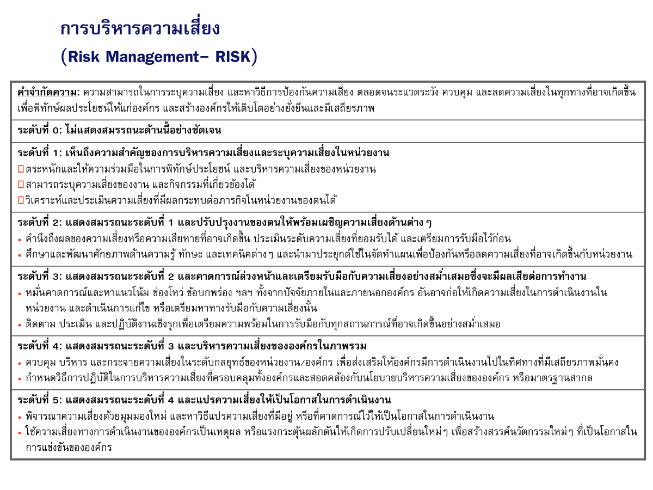 การบริหารความเสี่ยง
(Risk Management– RISK)
คำจำกัดความ: ความสามารถในการระบุความเสี่ยง และหาวิธีการป้องกันความเสี่ยง ตลอดจนระแวดระวัง ควบคุม และลดความเสี่ยงในทุกทางที่อาจเกิดขึ้น
เพื่อพิทักษ์ผลประโยชน์ให้แก่องค์กร และสร้างองค์กรให้เติบโตอย่างยั่งยืนและมีเสถียรภาพ
ระดับที่ 0: ไม่แสดงสมรรถนะด้านนี้อย่างชัดเจน
ระดับที่ 1: เห็นถึงความสำคัญของการบริหารความเสี่ยงและระบุความเสี่ยงในหน่วยงาน
ตระหนักและให้ความร่วมมือในการพิทักษ์ประโยชน์ และบริหารความเสี่ยงของหน่วยงาน
สามารถระบุความเสี่ยงของงาน และกิจกรรมที่เกี่ยวข้องได้
วิเคราะห์และประเมินความเสี่ยงที่มีผลกระทบต่อภารกิจในหน่วยงานของตนได้
ระดับที่ 2: แสดงสมรรถนะระดับที่ 1 และปรับปรุงงานของตนให้พร้อมเผชิญความเสี่ยงด้านต่าง ๆ
• คำนึงถึงผลของความเสี่ยงหรือความเสียหายที่อาจเกิดขึ้น ประเมินระดับความเสี่ยงที่ยอมรับได้ และเตรียมการรับมือไว้ก่อน
• ศึกษาและพัฒนาศักยภาพด้านความรู้ ทักษะ และเทคนิคต่าง ๆ และนำมาประยุกต์ใช้ในจัดทำแผนเพื่อป้องกันหรือลดความเสี่ยงที่อาจเกิดขึ้นกับหน่วยงาน
ระดับที่ 3: แสดงสมรรถนะระดับที่ 2 และคาดการณ์ล่วงหน้าและเตรียมรับมือกับความเสี่ยงอย่างสม่ำเสมอซึ่งจะมีผลเสียต่อการทำงาน
• หมั่นคาดการณ์และหาแนวโน้ม ช่องโหว่ ข้อบกพร่อง ฯลฯ ทั้งจากปัจจัยภายในและภายนอกองค์กร อันอาจก่อให้เกิดความเสี่ยงในการดำเนินงานใน
หน่วยงาน และดำเนินการแก้ไข หรือเตรียมหาทางรับมือกับความเสี่ยงนั้น
• ติดตาม ประเมิน และปฏิบัติงานเชิงรุกเพื่อเตรียมความพร้อมในการรับมือกับทุกสถานการณ์ที่อาจเกิดขึ้นอย่างสม่ำเสมอ
ระดับที่ 4: แสดงสมรรถนะระดับที่ 3 และบริหารความเสี่ยงขององค์กรในภาพรวม
• ควบคุม บริหาร และกระจายความเสี่ยงในระดับกลยุทธ์ของหน่วยงาน/องค์กร เพื่อส่งเสริมให้องค์กรมีการดำเนินงานไปในทิศทางที่มีเสถียรภาพมั่นคง
• กำหนดวิธีการปฏิบัติในการบริหารความเสี่ยงที่ครอบคลุมทั้งองค์กรและสอดคล้องกับนโยบายบริหารความเสี่ยงขององค์กร หรือมาตรฐานสากล
ระดับที่ 5: แสดงสมรรถนะระดับที่ 4 และแปรความเสี่ยงให้เป็นโอกาสในการดำเนินงาน
• พิจารณาความเสี่ยงด้วยมุมมองใหม่ และหาวิธีแปรความเสี่ยงที่มีอยู่ หรือที่คาดการณ์ไว้ให้เป็นโอกาสในการดำเนินงาน
• ใช้ความเสี่ยงทางการดำเนินงานขององค์กรเป็นเหตุผล หรือแรงกระตุ้นผลักดันให้เกิดการปรับเปลี่ยนใหม่ๆ เพื่อสร้างสรรค์นวัตกรรมใหม่ๆ ที่เป็นโอกาสใน
การแข่งขันขององค์กร